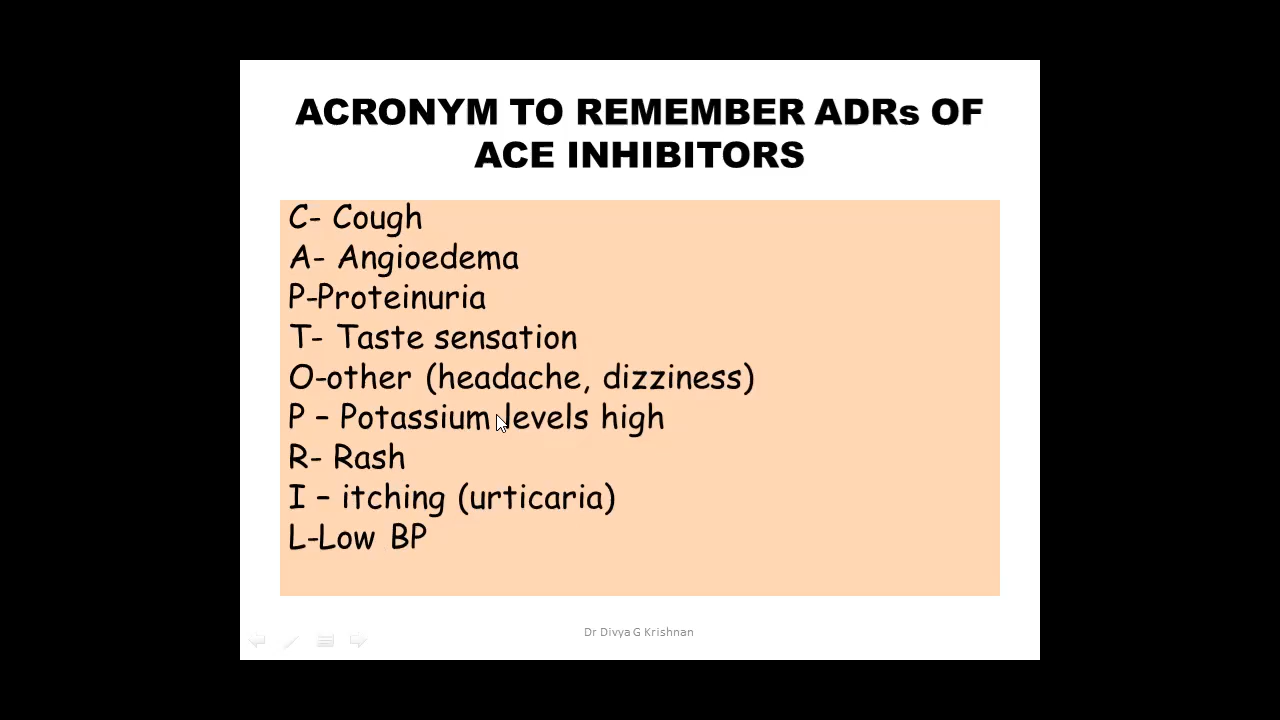 ACRONYM TO REMEMBER ADRs OF
ACE INHIBITORS
C- Cough
A- Angioedema
P-Proteinuria
T- Taste sensation
O-other (headache, dizziness)
P – Potassium levels high
R- Rash
I – itching (urticaria)
L-Low BP
Dr Divya G Krishnan